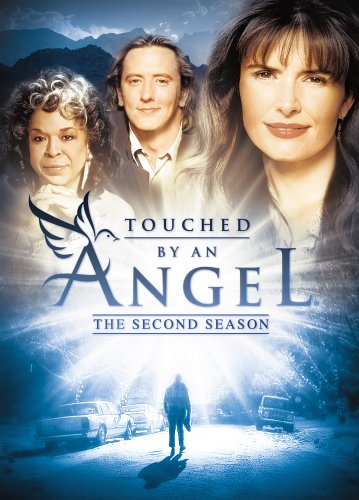 TOUCHED
BY AN
ANGEL
THE SECOND SEASON